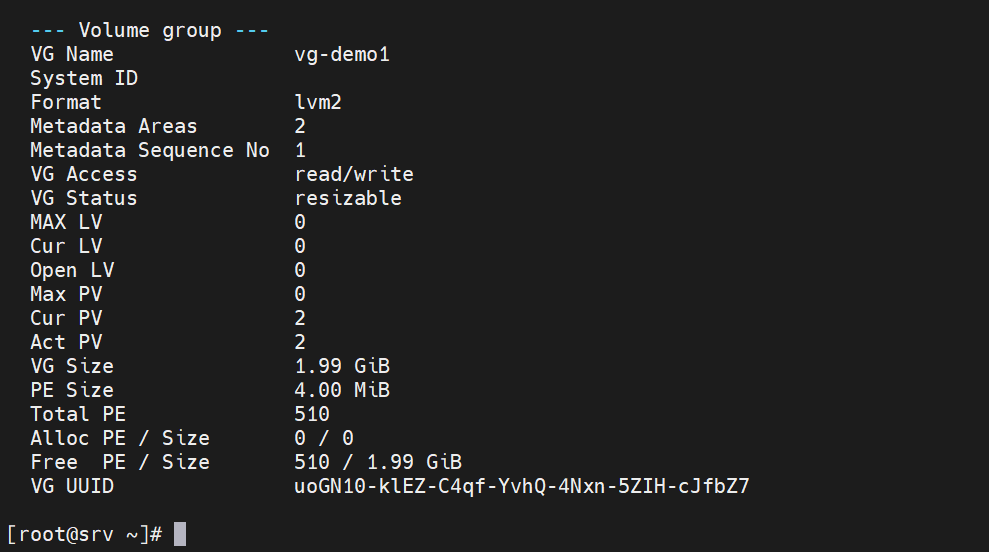 --- Volume group ---
VG Name               vg-demo1
System ID
Format                lvm2
Metadata Areas        2
Metadata Sequence No  1
VG Access             read/write
VG Status             resizable
MAX LV                0
Cur LV                0
Open LV               0
Max PV                0
Cur PV                2
Act PV                2
VG Size               1.99 GiB
PE Size               4.00 MiB
Total PE              510
Alloc PE / Size       0 / 0
Free  PE / Size       510 / 1.99 GiB
VG UUID               uoGN10-klEZ-C4qf-YvhQ-4Nxn-5ZIH-cJfbZ7
[root@srv ~]#